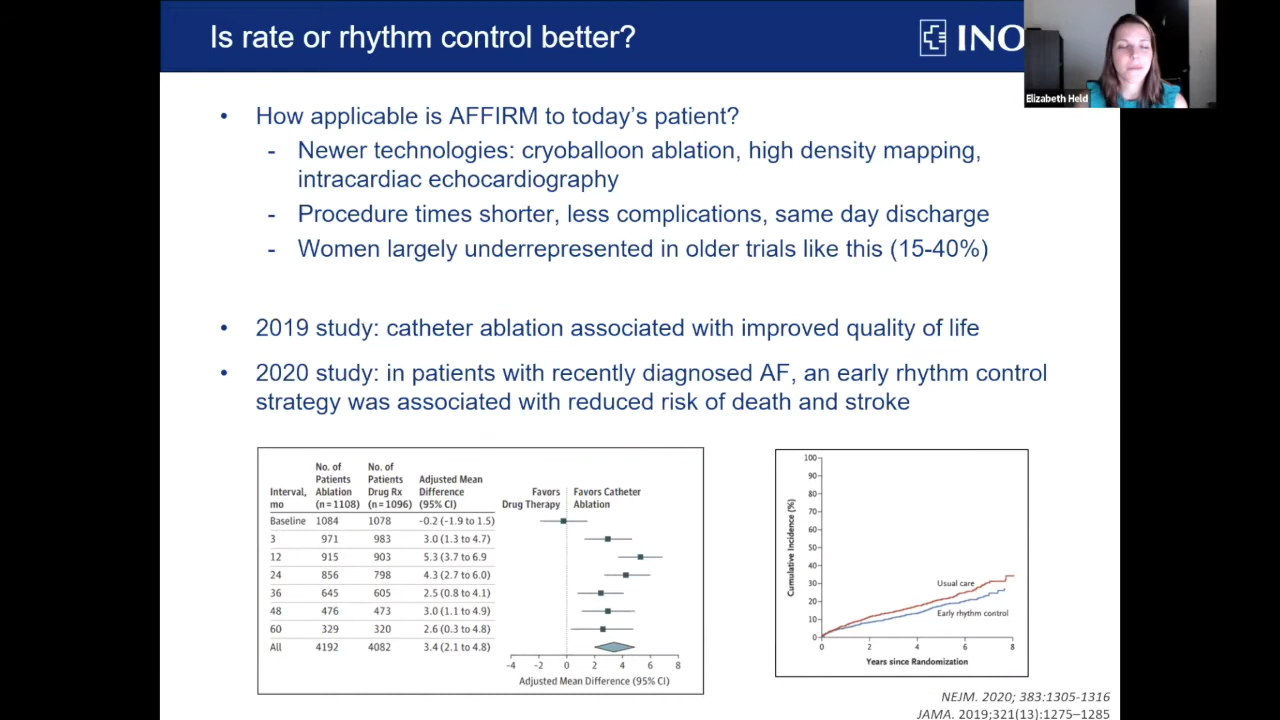 Is rate or rhythm control better?
INO
Elizabeth Held
• How applicable is AFFIRM to today's patient?
- Newer technologies: cryoballoon ablation, high density mapping,
intracardiac echocardiography
- Procedure times shorter, less complications, same day discharge
- Women largely underrepresented in older trials like this (15-40%)
• 2019 study: catheter ablation associated with improved quality of life
• 2020 study: in patients with recently diagnosed AF, an early rhythm control
strategy was associated with reduced risk of death and stroke
Interval, mo
No. of Patients Ablation (n=1108)
No. of Patients Drug Rx (n=1096)
Adjusted Mean Difference (95% CI)
Favors Drug Therapy
Favors Catheter Ablation
Baseline 1084 1078 -0.2 (-1.9 to 1.5)
3 971 983 3.0 (1.3 to 4.7)
12 915 903 5.3 (3.7 to 6.9
24 856 798 4.3 (2.7 to 6.0)
36 645 605 2.5 (0.8 to 4.1)
48 476 473 3.0 (1.1 to 4.9)
60 329 320 2.6 (0.3 to 4.8)
All 4192 4082 3.4 (2.1 to 4.8)
-4 -2 0 2 4 6 8
Adjusted Mean Difference (95% CI)
Cumulative Incidence (%)
100
90
80
70
60
50
40
30
20
10
0
Usual care
Early rhythm control
0 2 4 6 8
Years since Randomization
NEJM. 2020; 383:1305-1316
JAMA. 2019;321(13):1275–1285